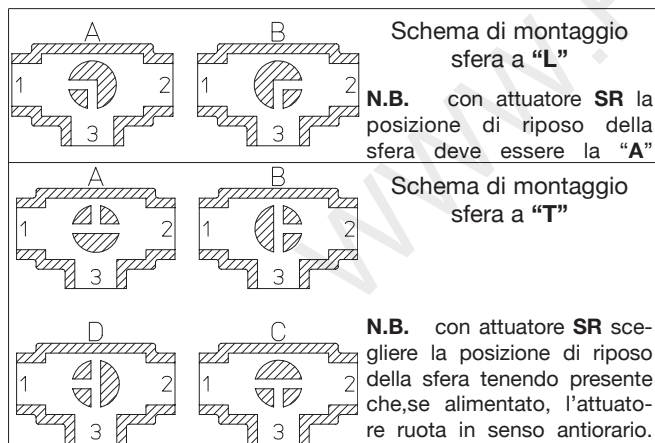 A
B
1
2
3
1
2
3
Schema di montaggio
sfera a “L”
N.B. con attuatore SR la
posizione di riposo della
sfera deve essere la “A”
A
B
1
2
3
1
2
3
Schema di montaggio
sfera a “T”
D
C
1
2
3
1
2
3
N.B. con attuatore SR sce-
gliere la posizione di riposo
della sfera tenendo presente
che,se alimentato, l’attuato-
re ruota in senso antiorario.